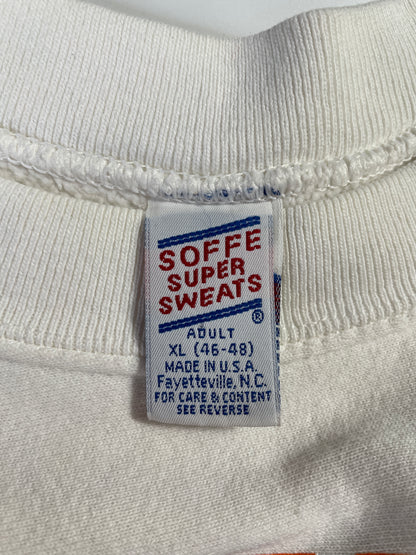 SOFFE
SUPER
SWEATS
®
ADULT
XL (46-48)
MADE IN U.S.A.
Fayetteville, N.C.
FOR CARE & CONTENT
SEE REVERSE